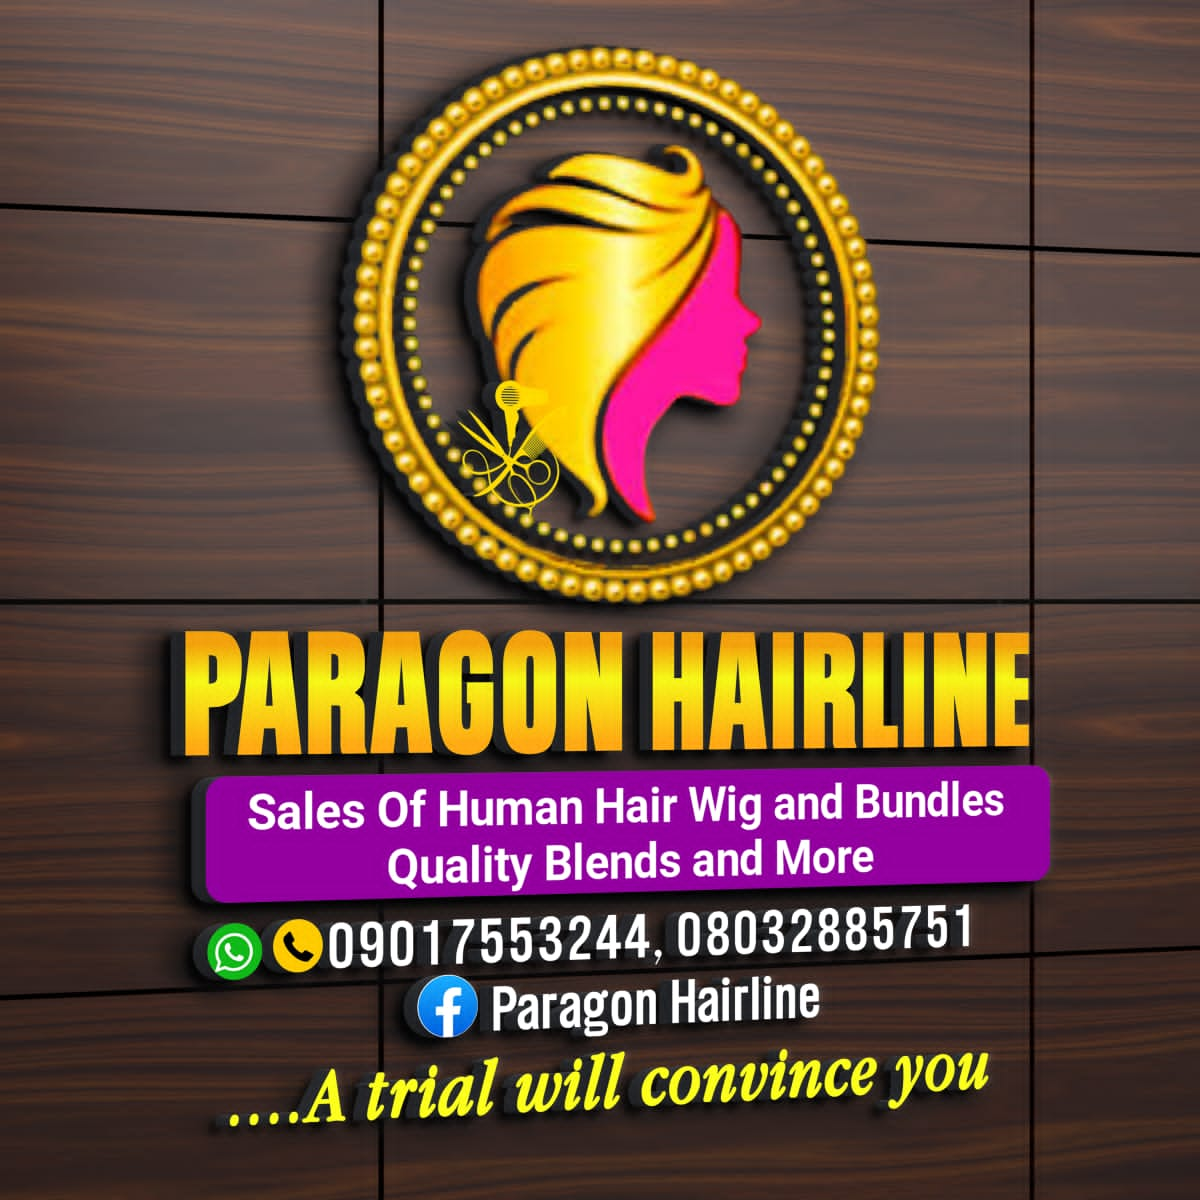 PARAGON HAIRLINE
Sales Of Human Hair Wig and Bundles
Quality Blends and More
09017553244, 08032885751
Paragon Hairline
....A trial will convince you